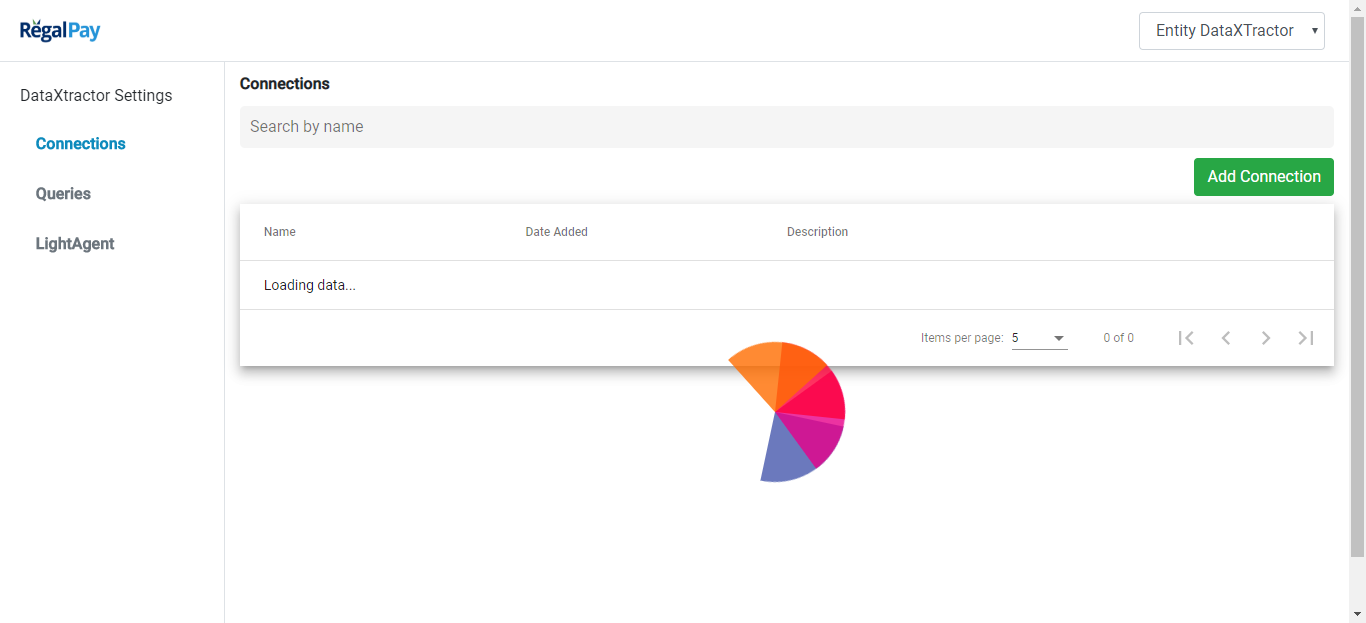 RegalPay
Entity DataXTractor
DataXtractor Settings
Connections
Queries
LightAgent
Connections
Search by name
Add Connection
Name Date Added Description
Loading data...
Items per page: 5 0 of 0